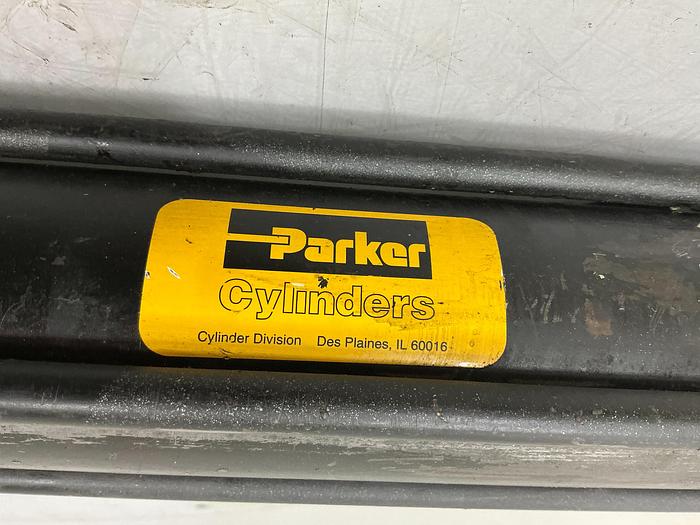 Parker
Cylinders
Cylinder Division Des Plaines, IL 60016